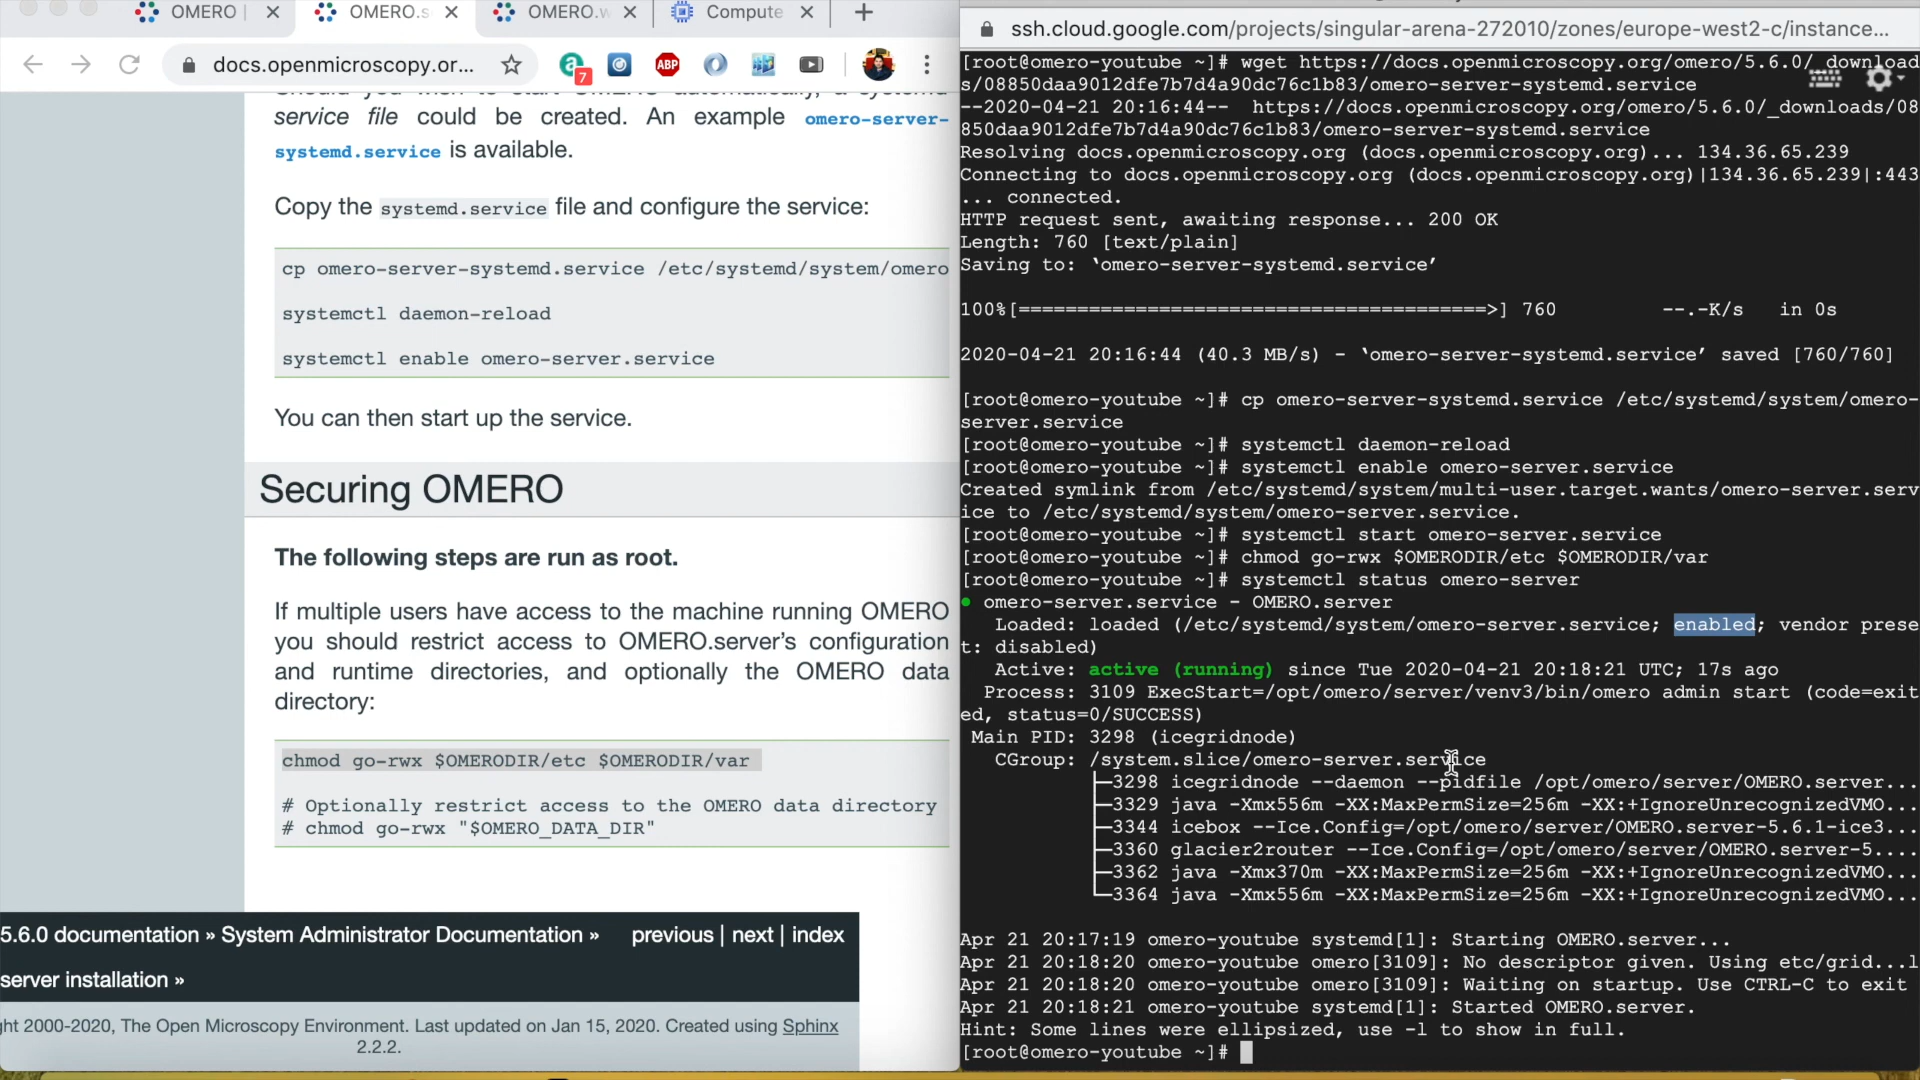 OMERO |
OMERO.s
OMERO.w
Compute
docs.openmicroscopy.or...
7
ABP
service file could be created. An example omero-server-
systemd.service is available.
Copy the systemd.service file and configure the service:
cp omero-server-systemd.service /etc/systemd/system/omero
systemctl daemon-reload
systemctl enable omero-server.service
You can then start up the service.
Securing OMERO
The following steps are run as root.
If multiple users have access to the machine running OMERO
you should restrict access to OMERO.server's configuration
and runtime directories, and optionally the OMERO data
directory:
chmod go-rwx $OMERODIR/etc $OMERODIR/var
# Optionally restrict access to the OMERO data directory
# chmod go-rwx "$OMERO_DATA_DIR"
5.6.0 documentation » System Administrator Documentation »
previous | next | index
server installation »
ht 2000-2020, The Open Microscopy Environment. Last updated on Jan 15, 2020. Created using Sphinx
2.2.2.
ssh.cloud.google.com/projects/singular-arena-272010/zones/europe-west2-c/instance...
[root@omero-youtube ~]# wget https://docs.openmicroscopy.org/omero/5.6.0/_download
s/08850daa9012dfe7b7d4a90dc76c1b83/omero-server-systemd.service
--2020-04-21 20:16:44--  https://docs.openmicroscopy.org/omero/5.6.0/_downloads/08
850daa9012dfe7b7d4a90dc76c1b83/omero-server-systemd.service
Resolving docs.openmicroscopy.org (docs.openmicroscopy.org)... 134.36.65.239
Connecting to docs.openmicroscopy.org (docs.openmicroscopy.org)|134.36.65.239|:443
... connected.
HTTP request sent, awaiting response... 200 OK
Length: 760 [text/plain]
Saving to: ‘omero-server-systemd.service’
100%[========================================>] 760         --.-K/s   in 0s
2020-04-21 20:16:44 (40.3 MB/s) - ‘omero-server-systemd.service’ saved [760/760]
[root@omero-youtube ~]# cp omero-server-systemd.service /etc/systemd/system/omero-
server.service
[root@omero-youtube ~]# systemctl daemon-reload
[root@omero-youtube ~]# systemctl enable omero-server.service
Created symlink from /etc/systemd/system/multi-user.target.wants/omero-server.serv
ice to /etc/systemd/system/omero-server.service.
[root@omero-youtube ~]# systemctl start omero-server.service
[root@omero-youtube ~]# chmod go-rwx $OMERODIR/etc $OMERODIR/var
[root@omero-youtube ~]# systemctl status omero-server
● omero-server.service - OMERO.server
Loaded: loaded (/etc/systemd/system/omero-server.service; enabled; vendor prese
t: disabled)
Active: active (running) since Tue 2020-04-21 20:18:21 UTC; 17s ago
Process: 3109 ExecStart=/opt/omero/server/venv3/bin/omero admin start (code=exit
ed, status=0/SUCCESS)
Main PID: 3298 (icegridnode)
CGroup: /system.slice/omero-server.service
├─3298 icegridnode --daemon --pidfile /opt/omero/server/OMERO.server...
├─3329 java -Xmx556m -XX:MaxPermSize=256m -XX:+IgnoreUnrecognizedVMO...
├─3344 icebox --Ice.Config=/opt/omero/server/OMERO.server-5.6.1-ice3...
├─3360 glacier2router --Ice.Config=/opt/omero/server/OMERO.server-5....
├─3362 java -Xmx370m -XX:MaxPermSize=256m -XX:+IgnoreUnrecognizedVMO...
└─3364 java -Xmx556m -XX:MaxPermSize=256m -XX:+IgnoreUnrecognizedVMO...
Apr 21 20:17:19 omero-youtube systemd[1]: Starting OMERO.server...
Apr 21 20:18:20 omero-youtube omero[3109]: No descriptor given. Using etc/grid...l
Apr 21 20:18:20 omero-youtube omero[3109]: Waiting on startup. Use CTRL-C to exit
Apr 21 20:18:21 omero-youtube systemd[1]: Started OMERO.server.
Hint: Some lines were ellipsized, use -l to show in full.
[root@omero-youtube ~]#